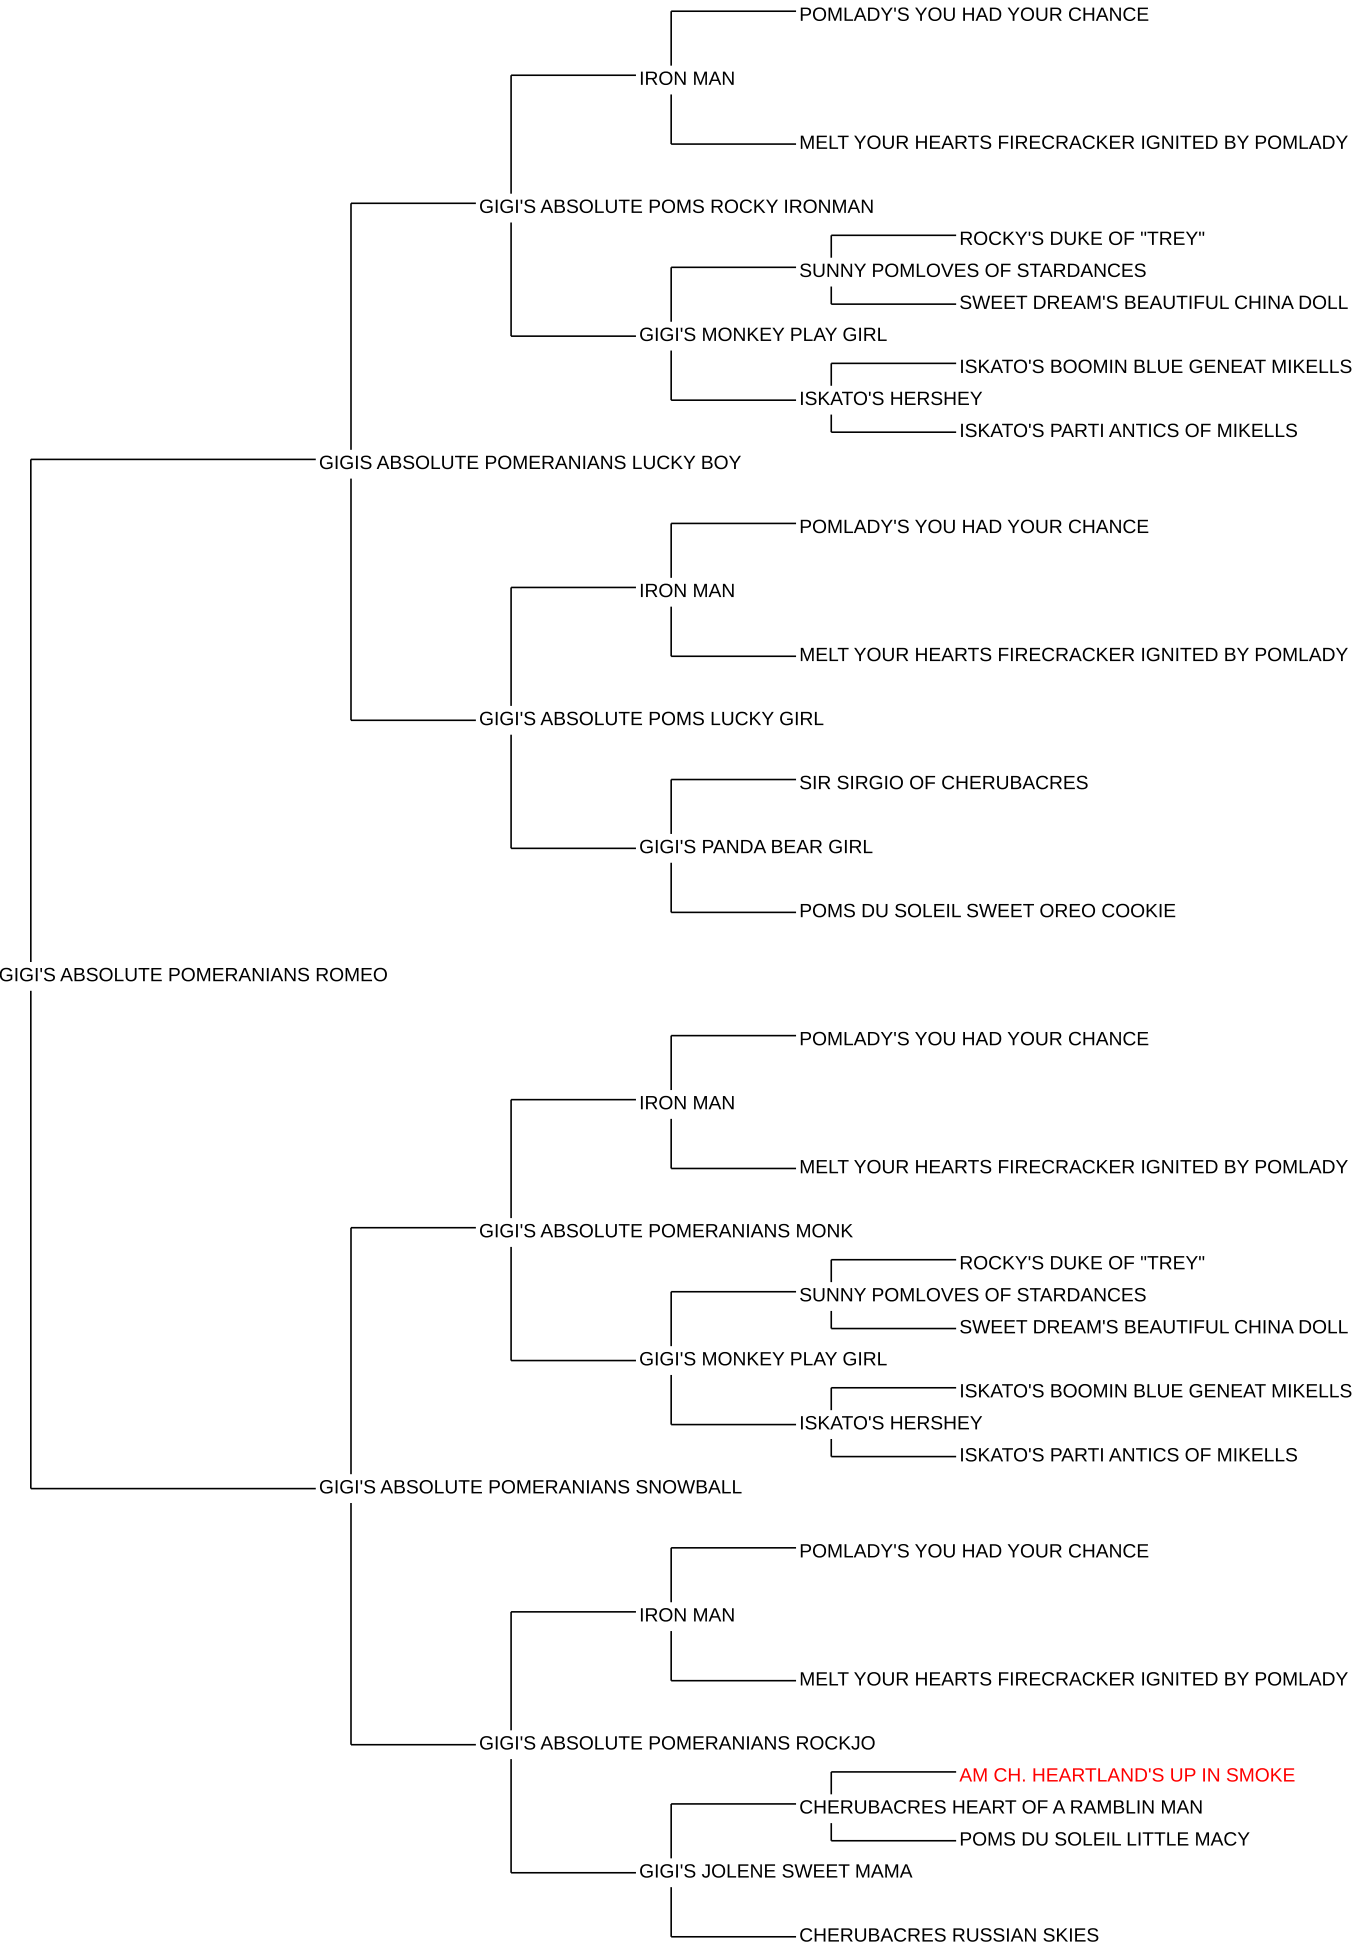 POMLADY'S YOU HAD YOUR CHANCE
IRON MAN
MELT YOUR HEARTS FIRECRACKER IGNITED BY POMLADY
GIGI'S ABSOLUTE POMS ROCKY IRONMAN
ROCKY'S DUKE OF "TREY"
SUNNY POMLOVES OF STARDANCES
SWEET DREAM'S BEAUTIFUL CHINA DOLL
GIGI'S MONKEY PLAY GIRL
ISKATO'S BOOMIN BLUE GENEAT MIKELLS
ISKATO'S HERSHEY
ISKATO'S PARTI ANTICS OF MIKELLS
GIGIS ABSOLUTE POMERANIANS LUCKY BOY
POMLADY'S YOU HAD YOUR CHANCE
IRON MAN
MELT YOUR HEARTS FIRECRACKER IGNITED BY POMLADY
GIGI'S ABSOLUTE POMS LUCKY GIRL
SIR SIRGIO OF CHERUBACRES
GIGI'S PANDA BEAR GIRL
POMS DU SOLEIL SWEET OREO COOKIE
GIGI'S ABSOLUTE POMERANIANS ROMEO
POMLADY'S YOU HAD YOUR CHANCE
IRON MAN
MELT YOUR HEARTS FIRECRACKER IGNITED BY POMLADY
GIGI'S ABSOLUTE POMERANIANS MONK
ROCKY'S DUKE OF "TREY"
SUNNY POMLOVES OF STARDANCES
SWEET DREAM'S BEAUTIFUL CHINA DOLL
GIGI'S MONKEY PLAY GIRL
ISKATO'S BOOMIN BLUE GENEAT MIKELLS
ISKATO'S HERSHEY
ISKATO'S PARTI ANTICS OF MIKELLS
GIGI'S ABSOLUTE POMERANIANS SNOWBALL
POMLADY'S YOU HAD YOUR CHANCE
IRON MAN
MELT YOUR HEARTS FIRECRACKER IGNITED BY POMLADY
GIGI'S ABSOLUTE POMERANIANS ROCKJO
AM CH. HEARTLAND'S UP IN SMOKE
CHERUBACRES HEART OF A RAMBLIN MAN
POMS DU SOLEIL LITTLE MACY
GIGI'S JOLENE SWEET MAMA
CHERUBACRES RUSSIAN SKIES